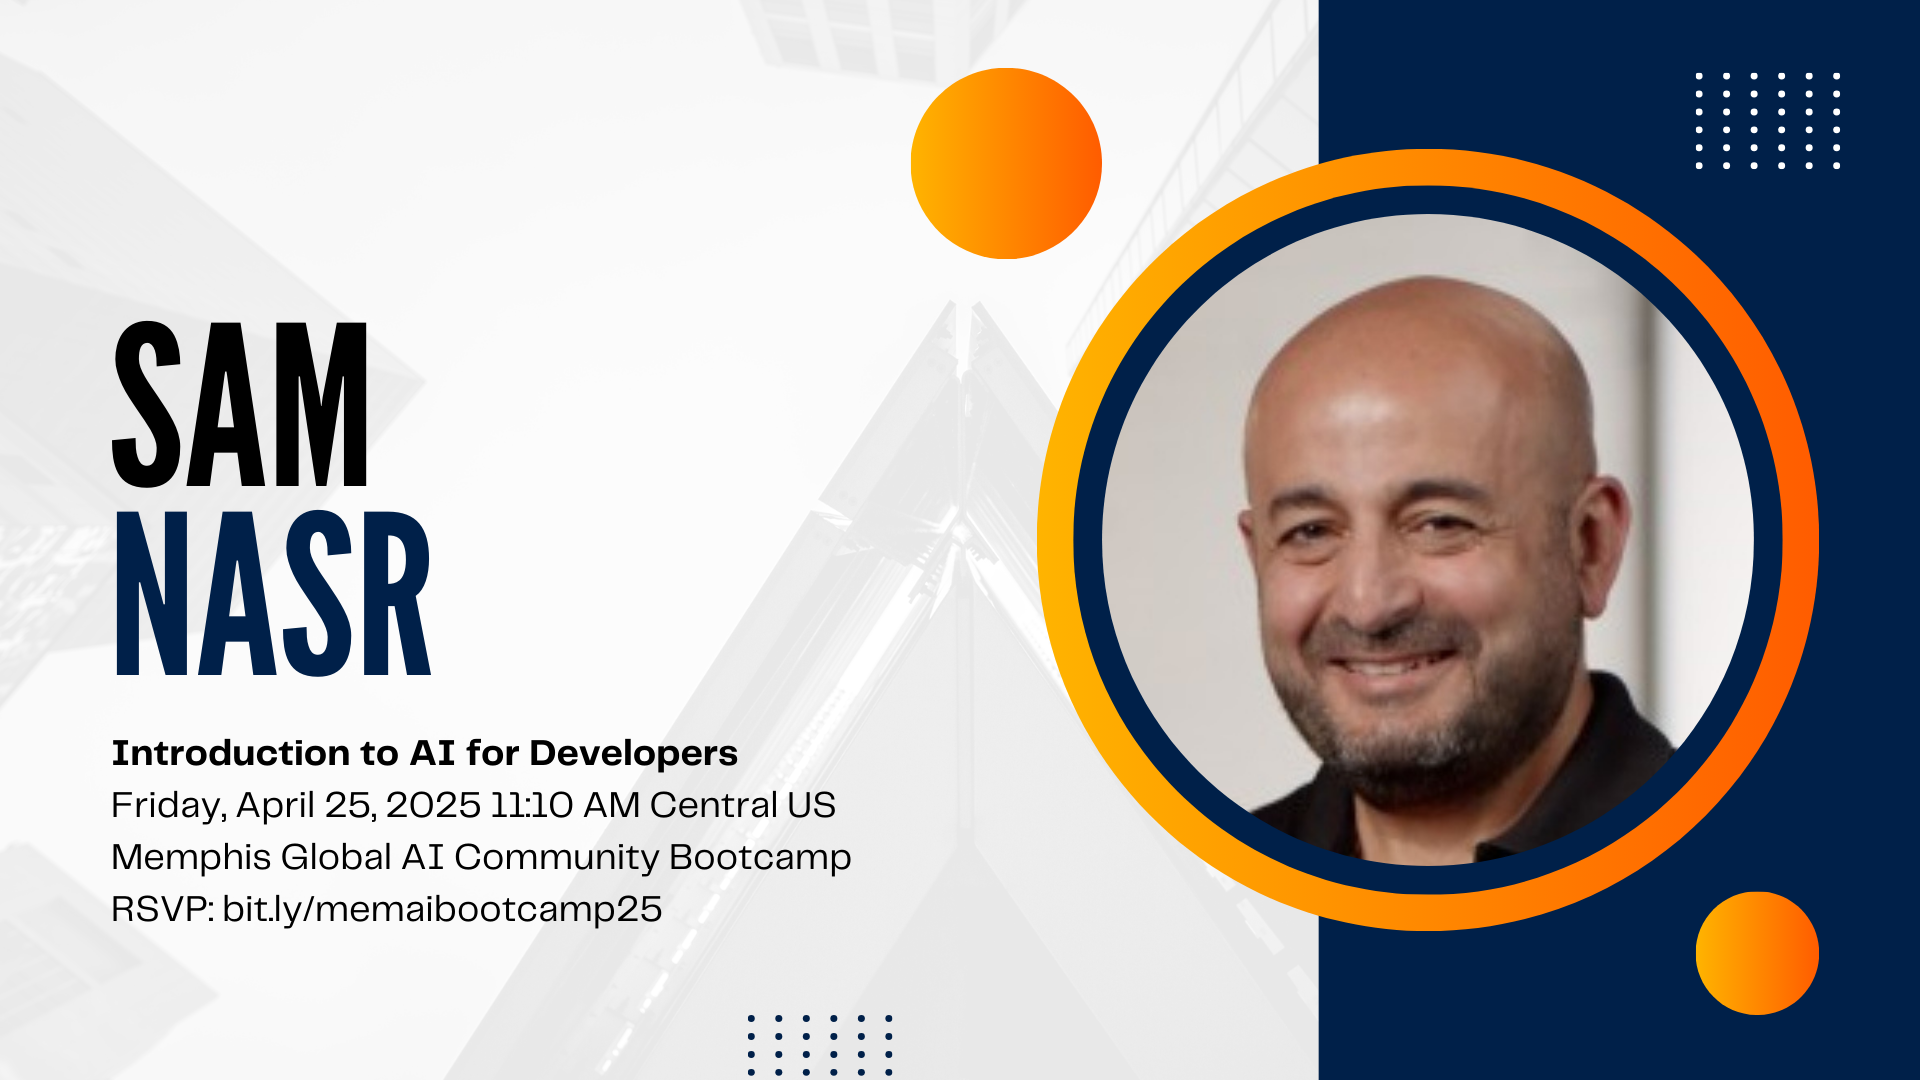 SAM
NASR
Introduction to AI for Developers
Friday, April 25, 2025 11:10 AM Central US
Memphis Global AI Community Bootcamp
RSVP: bit.ly/memaibootcamp25